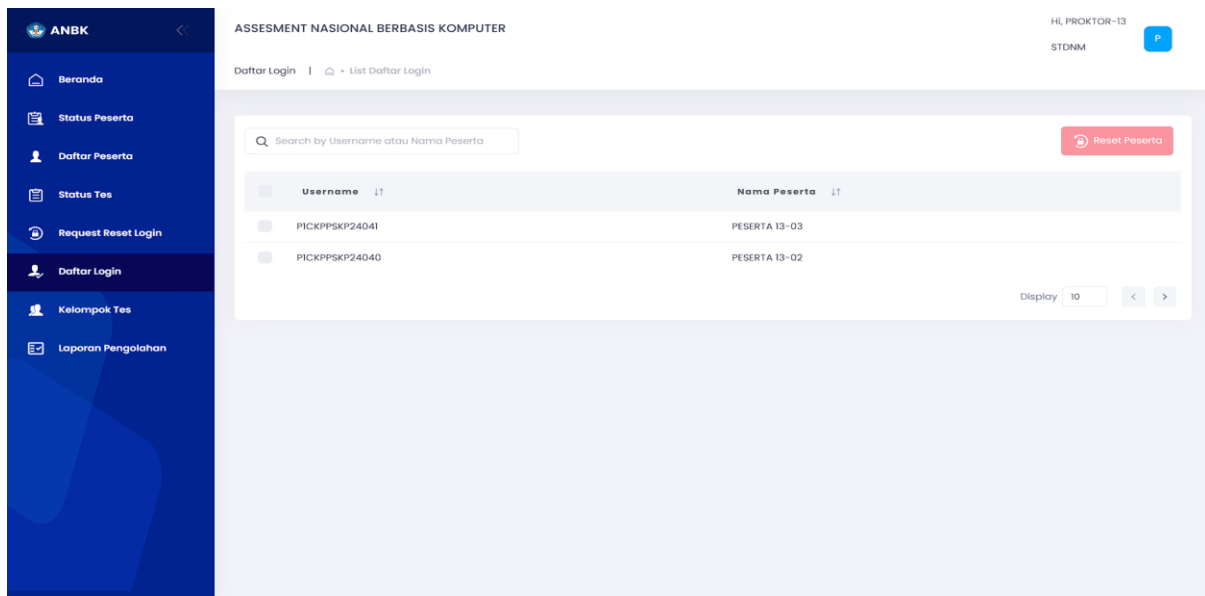 ANBK
ASSESMENT NASIONAL BERBASIS KOMPUTER
Hi, PROKTOR-13
STDNM
P
Daftar Login | • List Daftar Login
Beranda
Status Peserta
Daftar Peserta
Status Tes
Request Reset Login
Daftar Login
Kelompok Tes
Laporan Pengolahan
Search by Username atau Nama Peserta
Reset Peserta
Username Nama Peserta
P1CKPPSKP24041 PESERTA 13-03
P1CKPPSKP24040 PESERTA 13-02
Display 10 < >